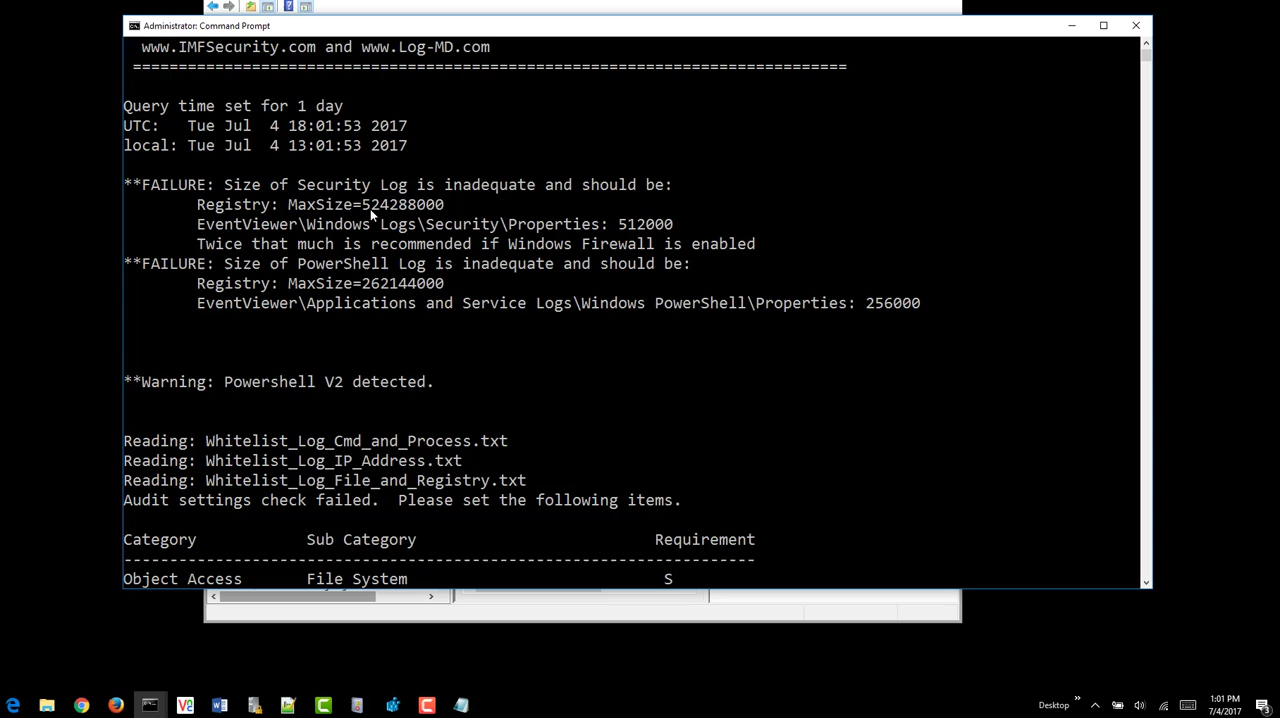 Administrator: Command Prompt
www.IMFSecurity.com and www.Log-MD.com
==============================================================================
Query time set for 1 day
UTC:   Tue Jul  4 18:01:53 2017
local: Tue Jul  4 13:01:53 2017
**FAILURE: Size of Security Log is inadequate and should be:
Registry: MaxSize=524288000
EventViewer\Windows Logs\Security\Properties: 512000
Twice that much is recommended if Windows Firewall is enabled
**FAILURE: Size of PowerShell Log is inadequate and should be:
Registry: MaxSize=262144000
EventViewer\Applications and Service Logs\Windows PowerShell\Properties: 256000
**Warning: Powershell V2 detected.
Reading: Whitelist_Log_Cmd_and_Process.txt
Reading: Whitelist_Log_IP_Address.txt
Reading: Whitelist_Log_File_and_Registry.txt
Audit settings check failed.  Please set the following items.
Category            Sub Category                          Requirement
---------------------------------------------------------------------
Object Access       File System                            S
Desktop
1:01 PM
7/4/2017